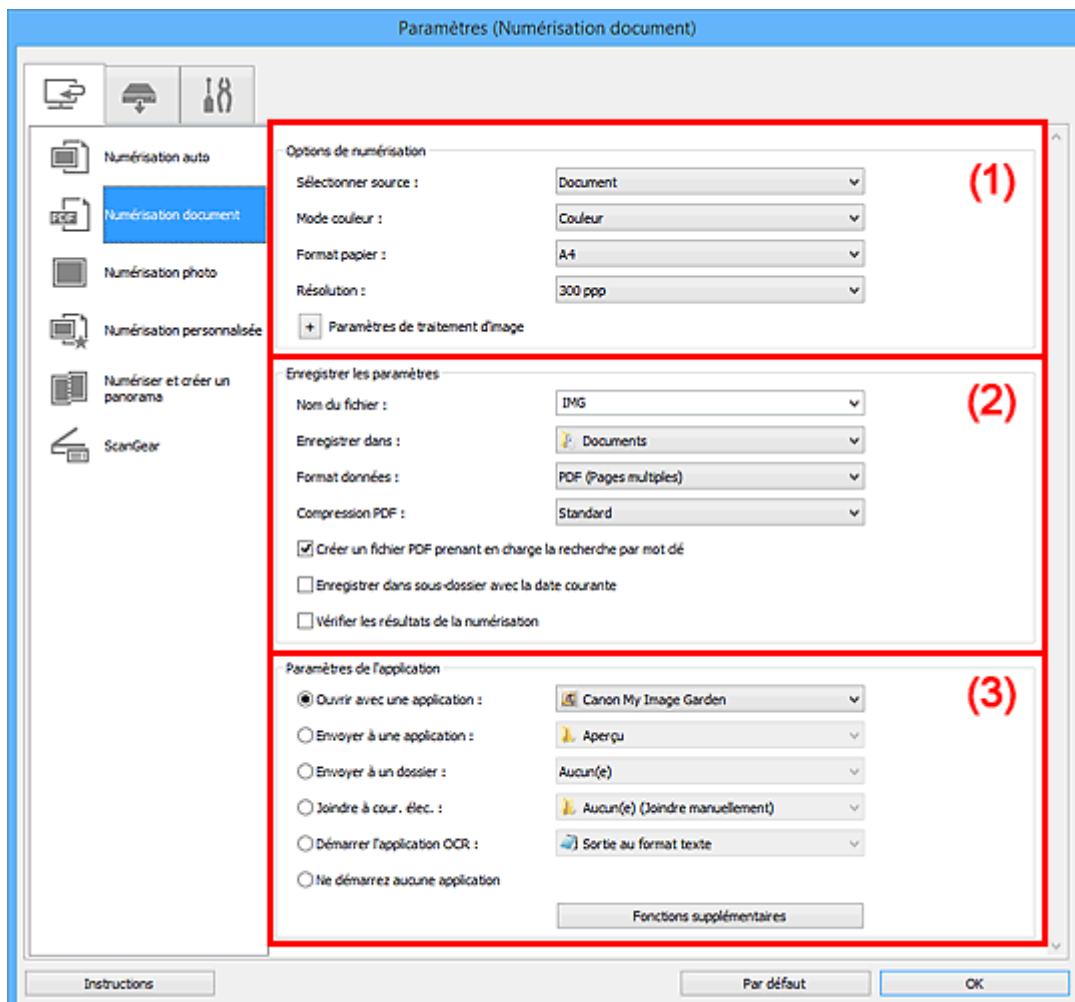 Paramètres (Numérisation document)
Numérisation auto
Numérisation document
Numérisation photo
Numérisation personnalisée
Numériser et créer un
panorama
ScanGear
Options de numérisation
(1)
Sélectionner source : Document
Mode couleur : Couleur
Format papier : A4
Résolution : 300 ppp
+ Paramètres de traitement d'image
Enregistrer les paramètres
(2)
Nom du fichier : IMG
Enregistrer dans : Documents
Format données : PDF (Pages multiples)
Compression PDF : Standard
Créer un fichier PDF prenant en charge la recherche par mot clé
Enregistrer dans sous-dossier avec la date courante
Vérifier les résultats de la numérisation
Paramètres de l'application
(3)
Ouvrir avec une application : Canon My Image Garden
Envoyer à une application : Aperçu
Envoyer à un dossier : Aucun(e)
Joindre à cour. élec. : Aucun(e) (Joindre manuellement)
Démarrer l'application OCR : Sortie au format texte
Ne démarrez aucune application
Fonctions supplémentaires
Instructions
Par défaut
OK